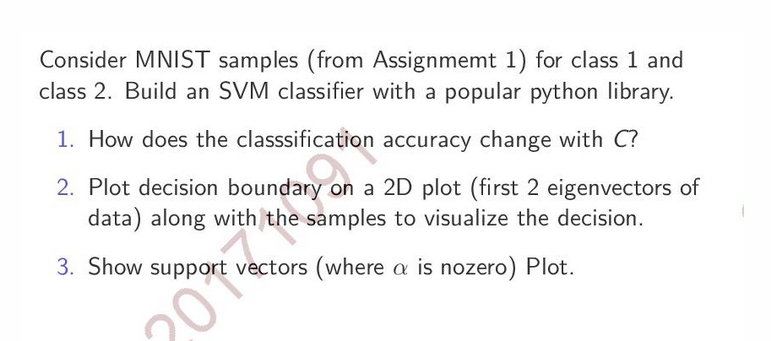 Consider MNIST samples (from Assignmemt 1) for class 1 and
class 2. Build an SVM classifier with a popular python library.
1. How does the classsification accuracy change with C?
2. Plot decision boundary on a 2D plot (first 2 eigenvectors of
data) along with the samples to visualize the decision.
3. Show support vectors (where α is nozero) Plot.
20171091